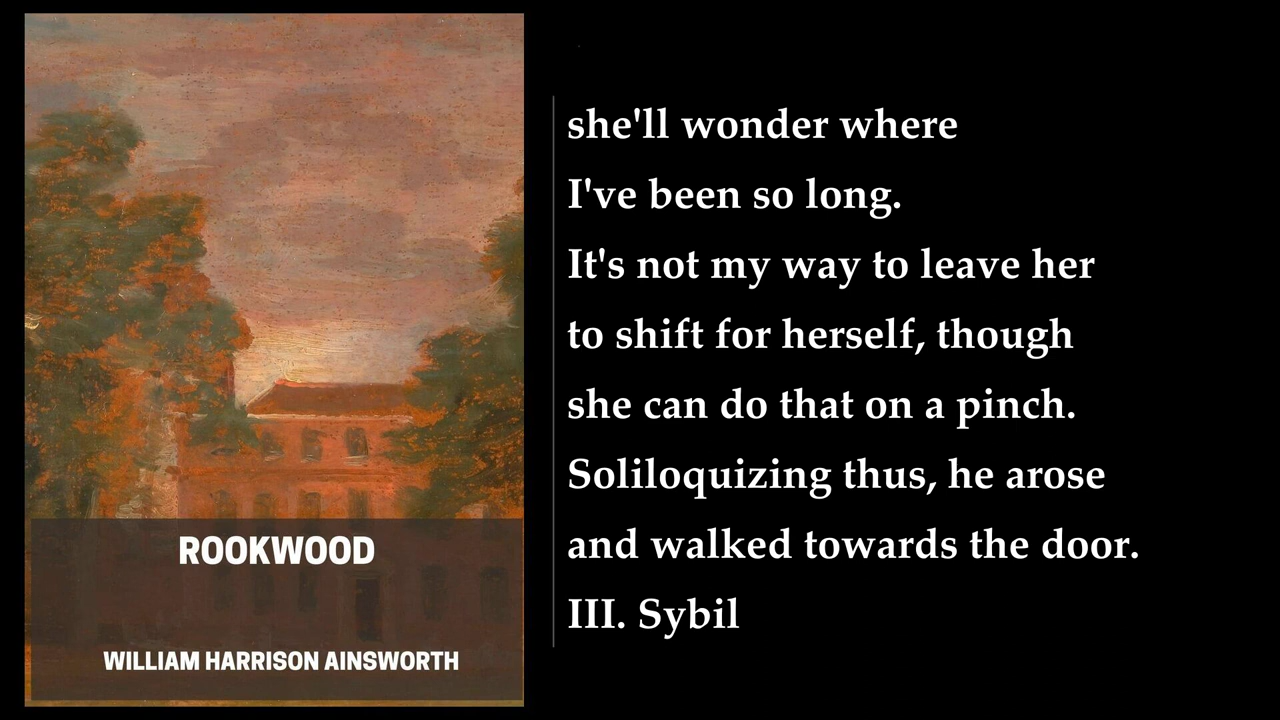 ROOKWOOD
WILLIAM HARRISON AINSWORTH
she'll wonder where
I've been so long.
It's not my way to leave her
to shift for herself, though
she can do that on a pinch.
Soliloquizing thus, he arose
and walked towards the door.
III. Sybil